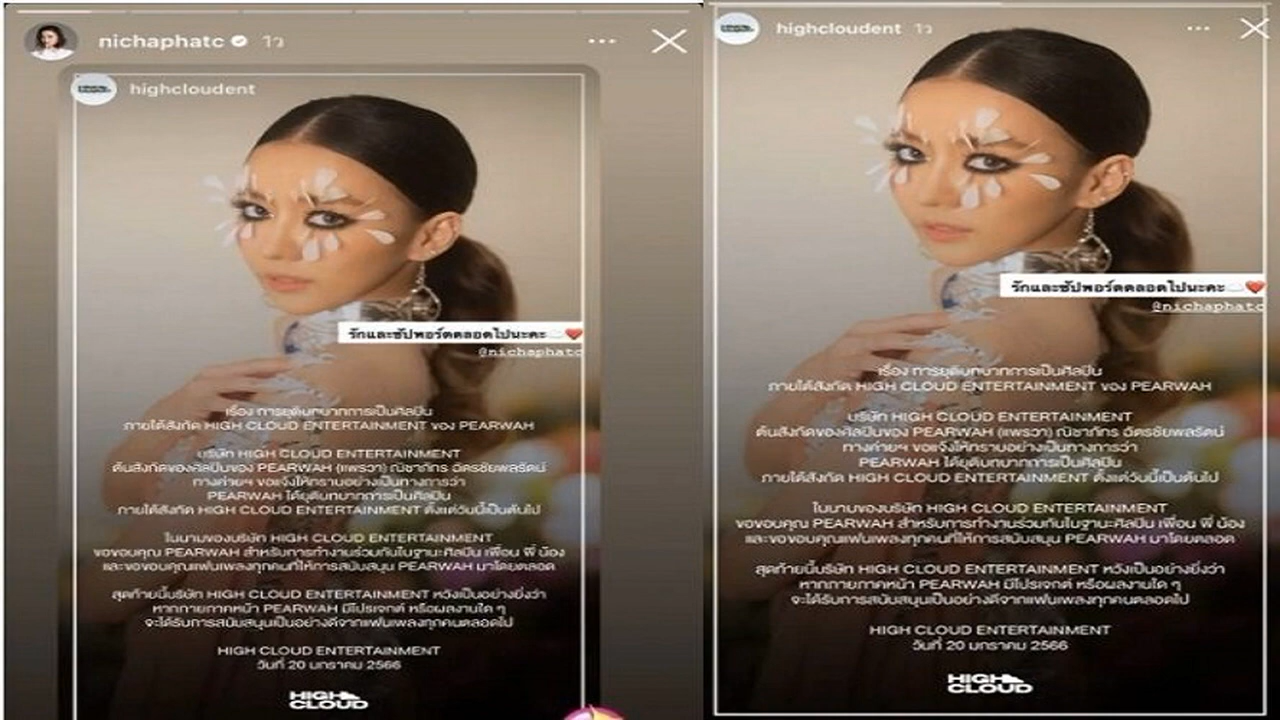 nichaphatc 1ว
highcloudent
รักและซัปพอร์ตตลอดไปนะคะ
@nichaphatc
เรื่อง การยุติบทบาทการเป็นศิลปิน
ภายใต้สังกัด HIGH CLOUD ENTERTAINMENT ของ PEARWAH
บริษัท HIGH CLOUD ENTERTAINMENT
ต้นสังกัดของศิลปินของ PEARWAH (แพรวา) ณิชาภัทร ฉัตรชัยพลรัตน์
ทางค่ายฯ ขอแจ้งให้ทราบอย่างเป็นทางการว่า
PEARWAH ได้ยุติบทบาทการเป็นศิลปิน
ภายใต้สังกัด HIGH CLOUD ENTERTAINMENT ตั้งแต่วันนี้เป็นต้นไป
ในนามของบริษัท HIGH CLOUD ENTERTAINMENT
ขอขอบคุณ PEARWAH สำหรับการทำงานร่วมกันในฐานะศิลปิน เพื่อน พี่ น้อง
และขอขอบคุณแฟนเพลงทุกคนที่ให้การสนับสนุน PEARWAH มาโดยตลอด
สุดท้ายนี้บริษัท HIGH CLOUD ENTERTAINMENT หวังเป็นอย่างยิ่งว่า
หากภายภาคหน้า PEARWAH มีโปรเจกต์ หรือผลงานใด ๆ
จะได้รับการสนับสนุนเป็นอย่างดีจากแฟนเพลงทุกคนตลอดไป
HIGH CLOUD ENTERTAINMENT
วันที่ 20 มกราคม 2566
HIGH
CLOUD
highcloudent 1ว
รักและซัปพอร์ตตลอดไปนะคะ
@nichaphatc
เรื่อง การยุติบทบาทการเป็นศิลปิน
ภายใต้สังกัด HIGH CLOUD ENTERTAINMENT ของ PEARWAH
บริษัท HIGH CLOUD ENTERTAINMENT
ต้นสังกัดของศิลปินของ PEARWAH (แพรวา) ณิชาภัทร ฉัตรชัยพลรัตน์
ทางค่ายฯ ขอแจ้งให้ทราบอย่างเป็นทางการว่า
PEARWAH ได้ยุติบทบาทการเป็นศิลปิน
ภายใต้สังกัด HIGH CLOUD ENTERTAINMENT ตั้งแต่วันนี้เป็นต้นไป
ในนามของบริษัท HIGH CLOUD ENTERTAINMENT
ขอขอบคุณ PEARWAH สำหรับการทำงานร่วมกันในฐานะศิลปิน เพื่อน พี่ น้อง
และขอขอบคุณแฟนเพลงทุกคนที่ให้การสนับสนุน PEARWAH มาโดยตลอด
สุดท้ายนี้บริษัท HIGH CLOUD ENTERTAINMENT หวังเป็นอย่างยิ่งว่า
หากภายภาคหน้า PEARWAH มีโปรเจกต์ หรือผลงานใด ๆ
จะได้รับการสนับสนุนเป็นอย่างดีจากแฟนเพลงทุกคนตลอดไป
HIGH CLOUD ENTERTAINMENT
วันที่ 20 มกราคม 2566
HIGH
CLOUD